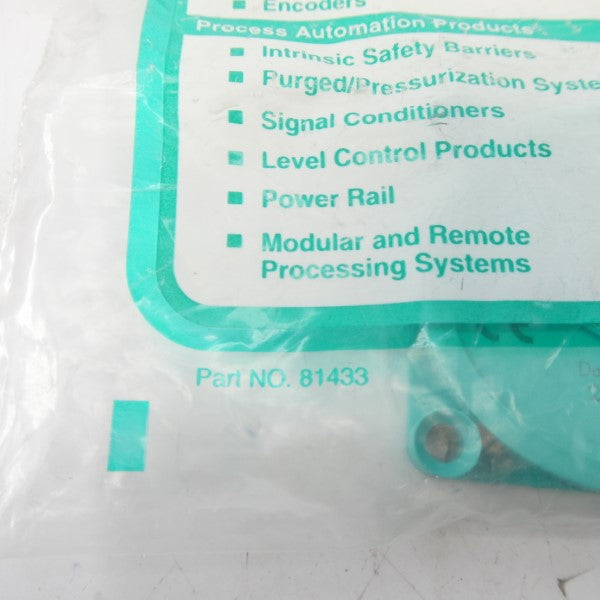 ■ Encoders
Process Automation Products
■ Intrinsic Safety Barriers
■ Purged/Pressurization Syste
■ Signal Conditioners
■ Level Control Products
■ Power Rail
■ Modular and Remote
Processing Systems
Part NO. 81433